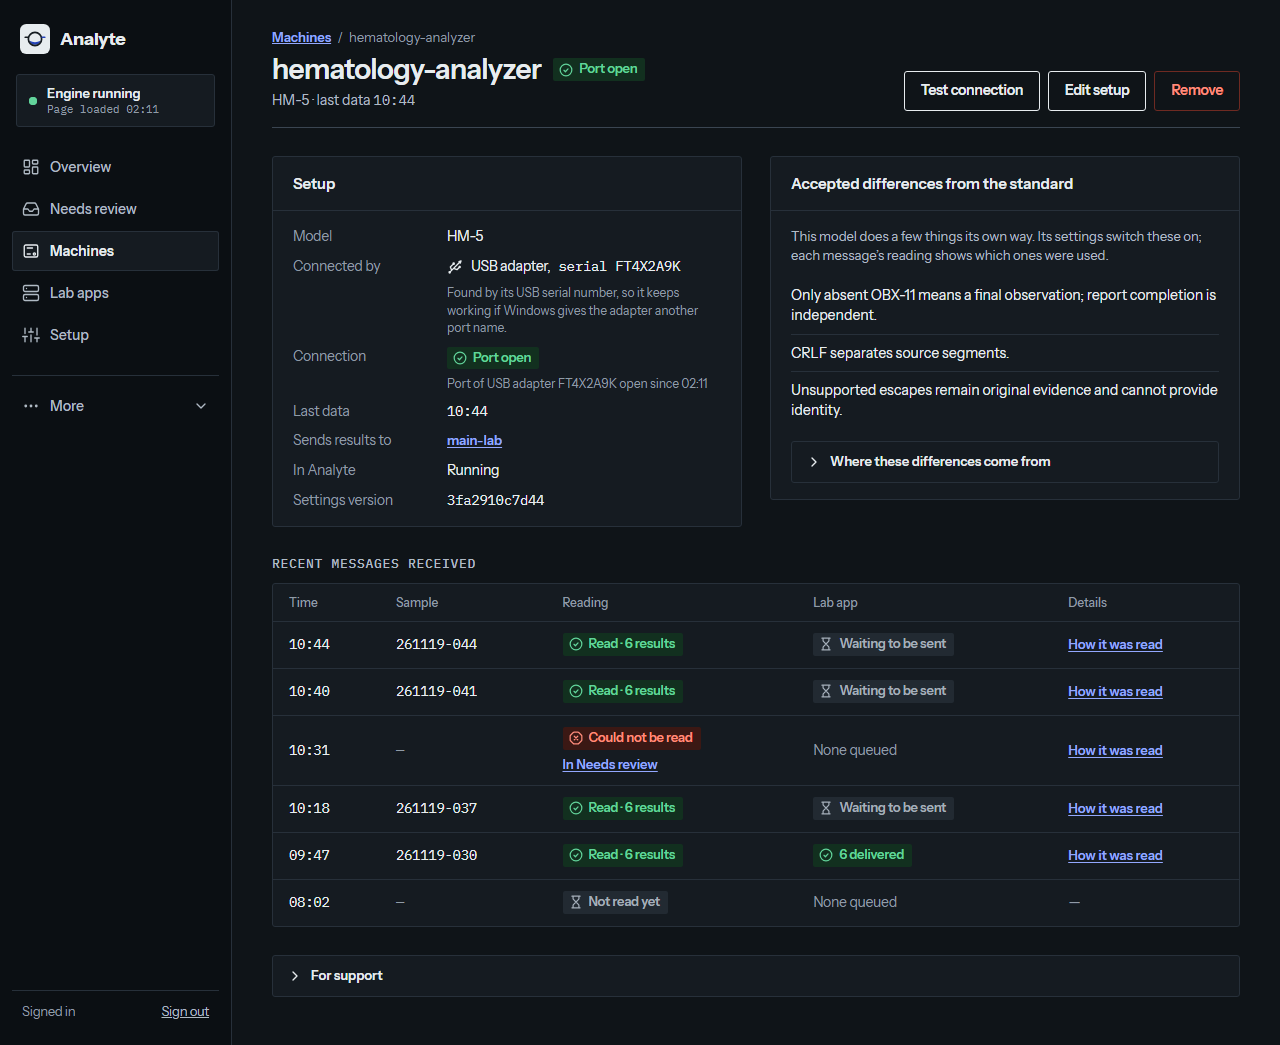 Analyte
Engine running
Page loaded 02:11
Overview
Needs review
Machines
Lab apps
Setup
More
Signed in
Sign out
Machines / hematology-analyzer
hematology-analyzer
Port open
HM-5 · last data 10:44
Test connection
Edit setup
Remove
Setup
Model
HM-5
Connected by
USB adapter, serial FT4X2A9K
Found by its USB serial number, so it keeps
working if Windows gives the adapter another
port name.
Connection
Port open
Port of USB adapter FT4X2A9K open since 02:11
Last data
10:44
Sends results to
main-lab
In Analyte
Running
Settings version
3fa2910c7d44
Accepted differences from the standard
This model does a few things its own way. Its settings switch these on;
each message's reading shows which ones were used.
Only absent OBX-11 means a final observation; report completion is
independent.
CRLF separates source segments.
Unsupported escapes remain original evidence and cannot provide
identity.
Where these differences come from
RECENT MESSAGES RECEIVED
Time Sample Reading Lab app Details
10:44 261119-044 Read · 6 results Waiting to be sent How it was read
10:40 261119-041 Read · 6 results Waiting to be sent How it was read
10:31 — Could not be read None queued How it was read
In Needs review
10:18 261119-037 Read · 6 results Waiting to be sent How it was read
09:47 261119-030 Read · 6 results 6 delivered How it was read
08:02 — Not read yet None queued —
For support